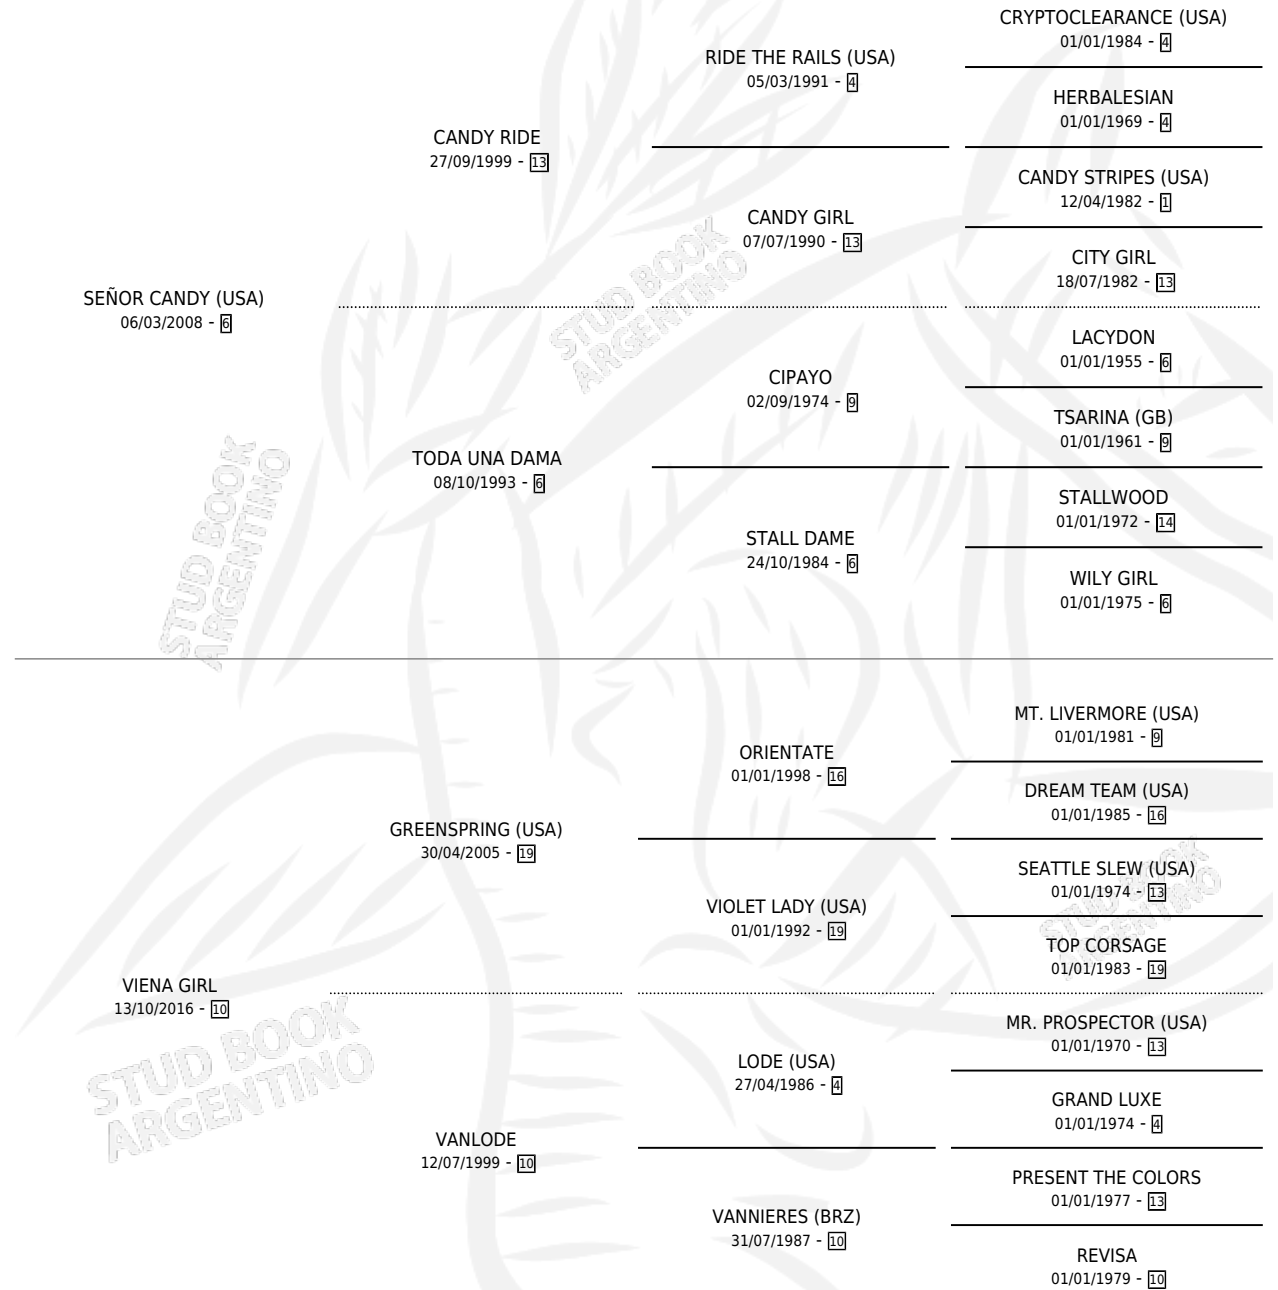 CRYPTOCLEARANCE (USA)
01/01/1984 - 4
RIDE THE RAILS (USA)
05/03/1991 - 4
HERBALESIAN
01/01/1969 - 4
CANDY RIDE
27/09/1999 - 13
CANDY STRIPES (USA)
12/04/1982 - 1
CANDY GIRL
07/07/1990 - 13
CITY GIRL
18/07/1982 - 13
SEÑOR CANDY (USA)
06/03/2008 - 6
LACYDON
01/01/1955 - 6
CIPAYO
02/09/1974 - 9
TSARINA (GB)
01/01/1961 - 9
TODA UNA DAMA
08/10/1993 - 6
STALLWOOD
01/01/1972 - 14
STALL DAME
24/10/1984 - 6
WILY GIRL
01/01/1975 - 6
STUD BOOK
ARGENTINO
STUD BOOK
ARGENTINO
MT. LIVERMORE (USA)
01/01/1981 - 9
ORIENTATE
01/01/1998 - 16
DREAM TEAM (USA)
01/01/1985 - 16
GREENSPRING (USA)
30/04/2005 - 19
SEATTLE SLEW (USA)
01/01/1974 - 13
VIOLET LADY (USA)
01/01/1992 - 19
TOP CORSAGE
01/01/1983 - 19
STUD BOOK
ARGENTINO
VIENA GIRL
13/10/2016 - 10
MR. PROSPECTOR (USA)
01/01/1970 - 13
LODE (USA)
27/04/1986 - 4
GRAND LUXE
01/01/1974 - 4
VANLODE
12/07/1999 - 10
PRESENT THE COLORS
01/01/1977 - 13
VANNIERES (BRZ)
31/07/1987 - 10
REVISA
01/01/1979 - 10
STUD BOOK
ARGENTINO